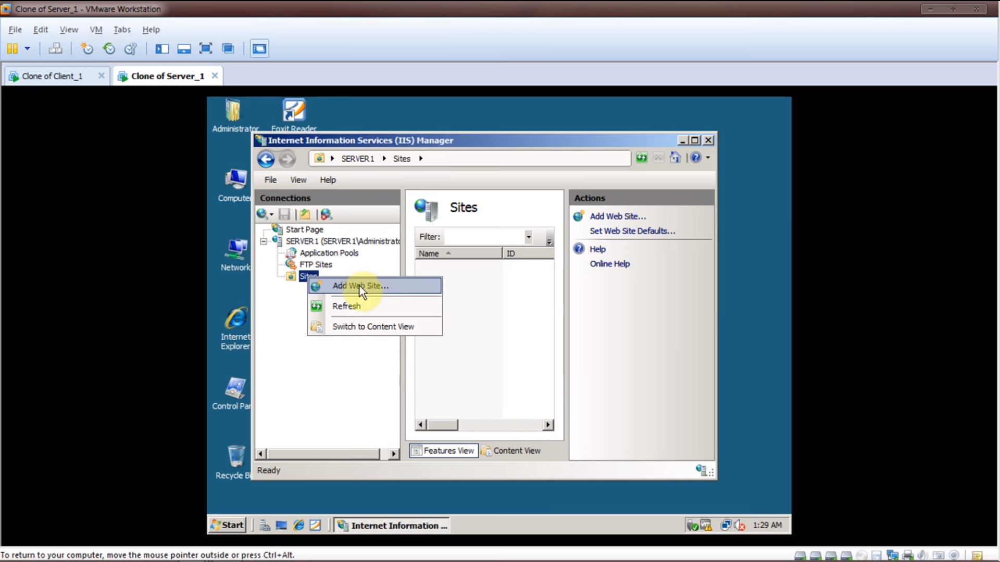 Clone of Server_1 - VMware Workstation
File Edit View VM Tabs Help
Clone of Client_1
Clone of Server_1
Administrator
Foxit Reader
Internet Information Services (IIS) Manager
SERVER1 Sites
File View Help
Connections
Sites
Actions
Start Page
SERVER1 (SERVER1\Administrato
Application Pools
FTP Sites
Sites
Add Web Site...
Refresh
Switch to Content View
Filter:
Name ID
Add Web Site...
Set Web Site Defaults...
Help
Online Help
Computer
Network
Internet
Explorer
Control Pan
Recycle Bi
Features View Content View
Ready
Start
Internet Information ...
1:29 AM
To return to your computer, move the mouse pointer outside or press Ctrl+Alt.